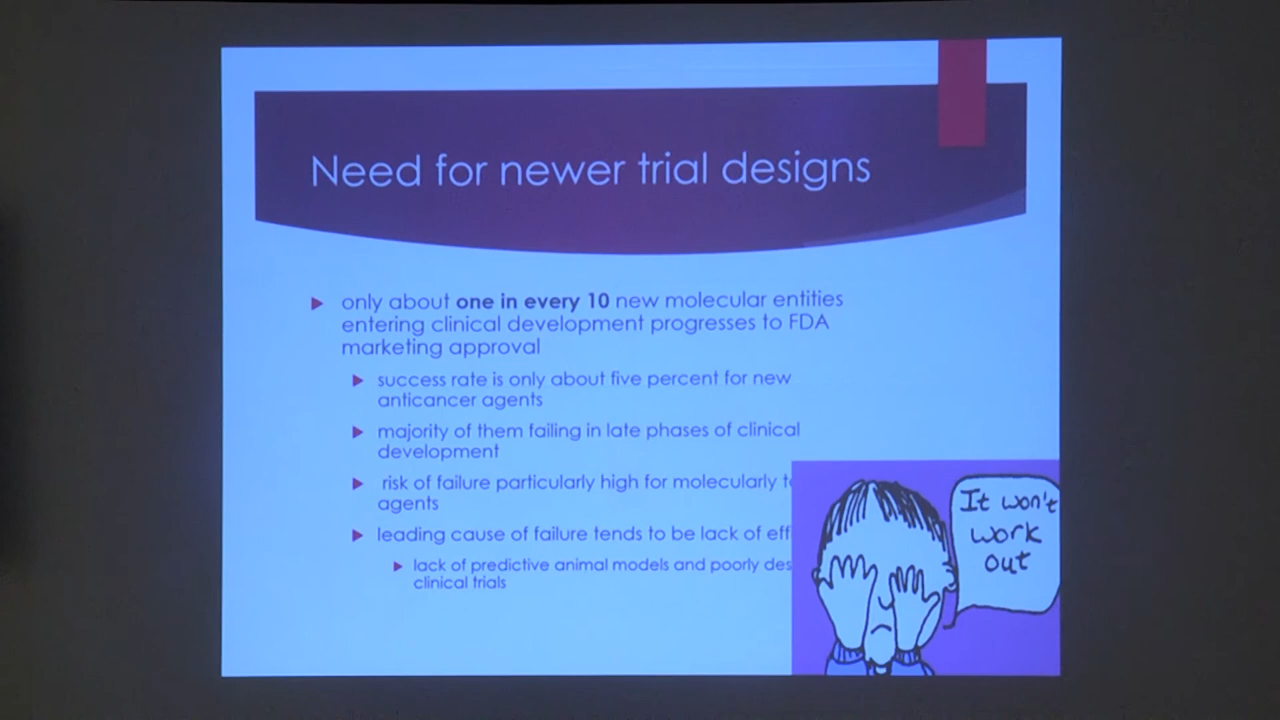 Need for newer trial designs
only about one in every 10 new molecular entities
entering clinical development progresses to FDA
marketing approval
success rate is only about five percent for new
anticancer agents
majority of them failing in late phases of clinical
development
risk of failure particularly high for molecularly
agents
leading cause of failure tends to be lack of
lack of predictive animal models and poorly
clinical trials
It won't
work
out